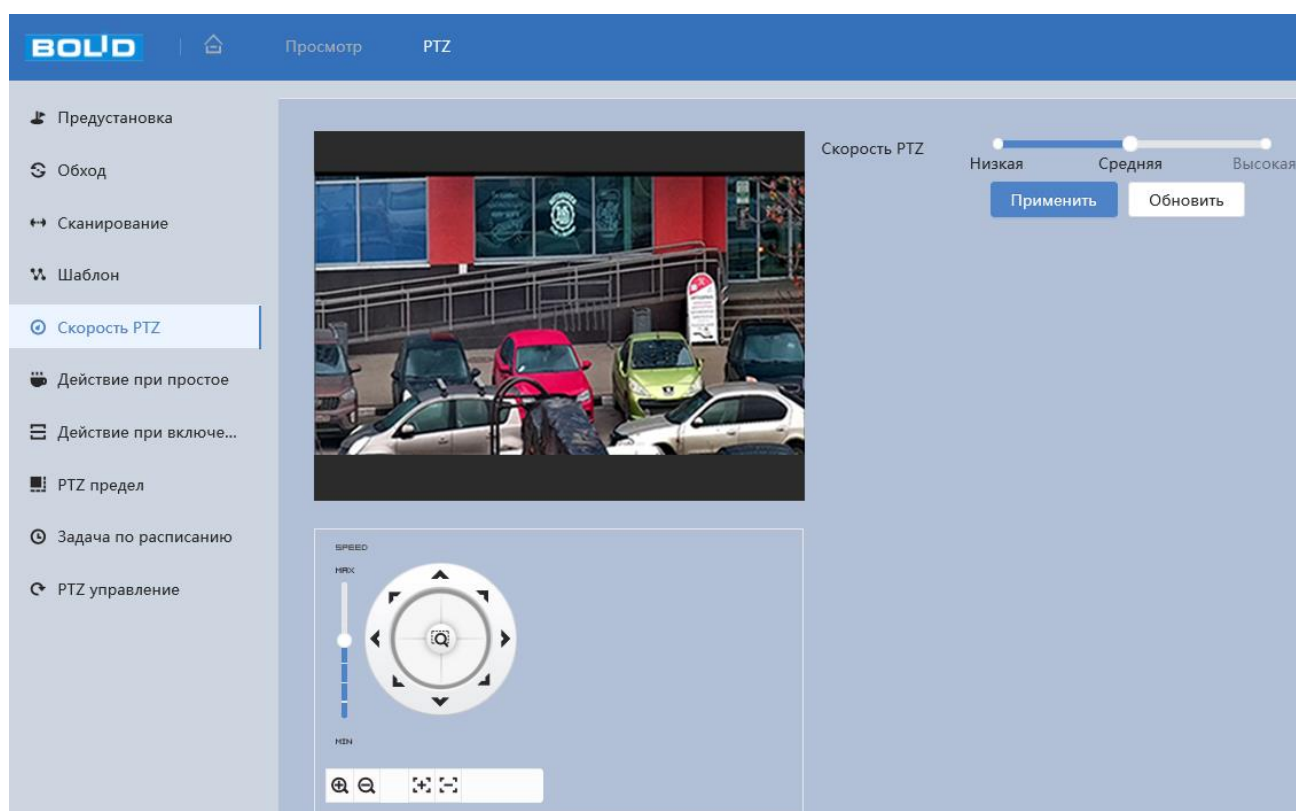 BOLID
Просмотр
PTZ
Предустановка
Обход
Сканирование
Шаблон
Скорость PTZ
Действие при простое
Действие при включе...
PTZ предел
Задача по расписанию
PTZ управление
Скорость PTZ
Низкая Средняя Высокая
Применить Обновить
SPEED
MAX
MIN